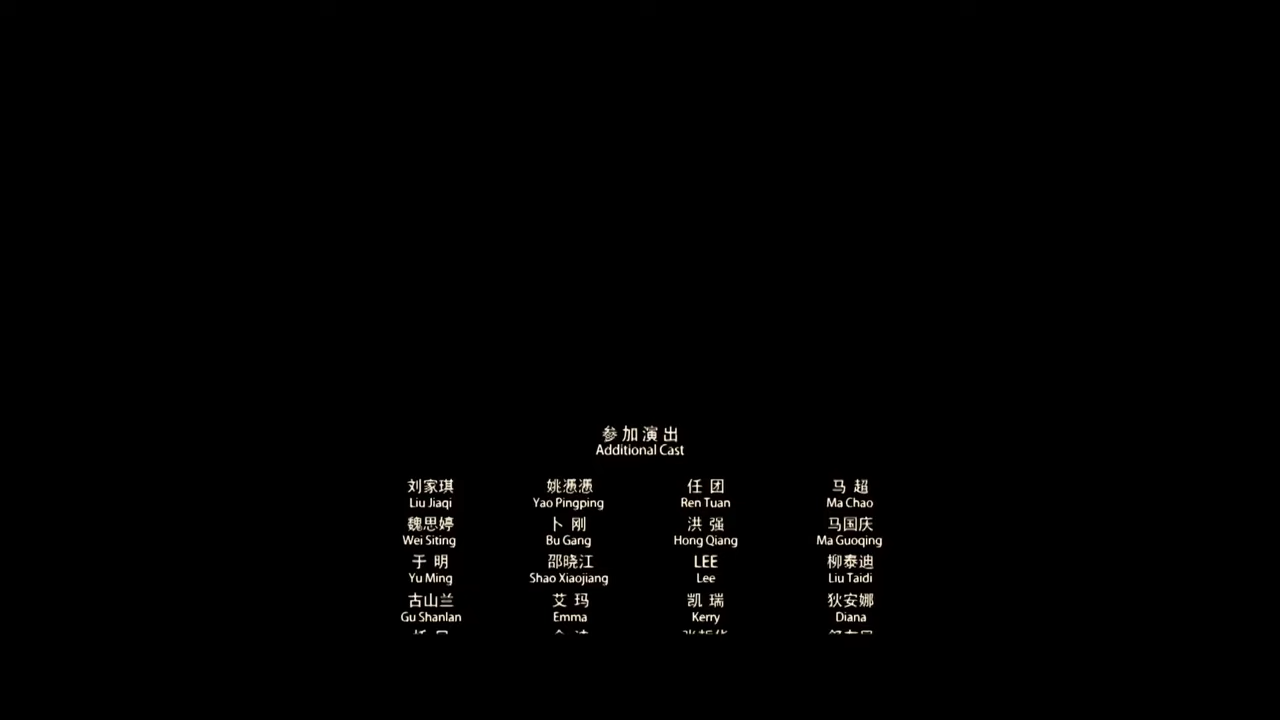 参加演出
Additional Cast
刘家琪 姚憑憑 任团 马超
Liu Jiaqi Yao Pingping Ren Tuan Ma Chao
魏思婷 卜刚 洪强 马国庆
Wei Siting Bu Gang Hong Qiang Ma Guoqing
于明 邵晓江 LEE 柳泰迪
Yu Ming Shao Xiaojiang Lee Liu Taidi
古山兰 艾玛 凯瑞 狄安娜
Gu Shanlan Emma Kerry Diana